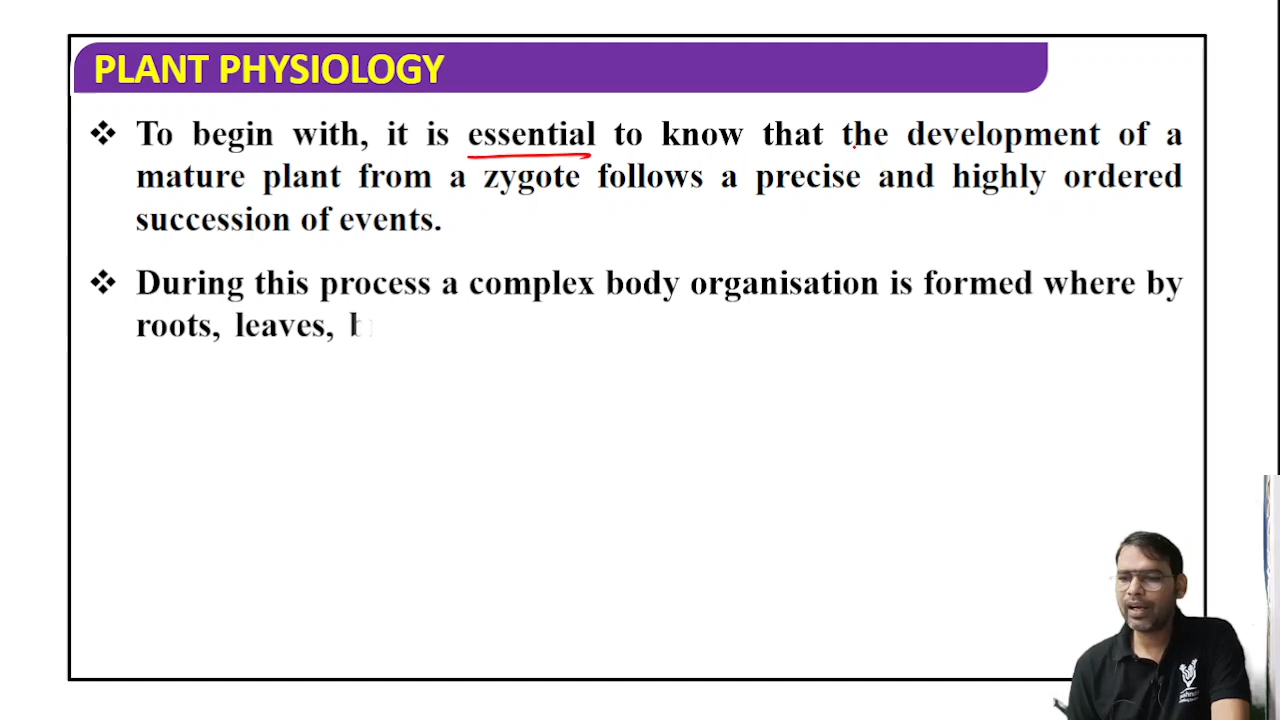 PLANT PHYSIOLOGY
❖ To begin with, it is essential to know that the development of a
mature plant from a zygote follows a precise and highly ordered
succession of events.
❖ During this process a complex body organisation is formed where by
roots, leaves, b